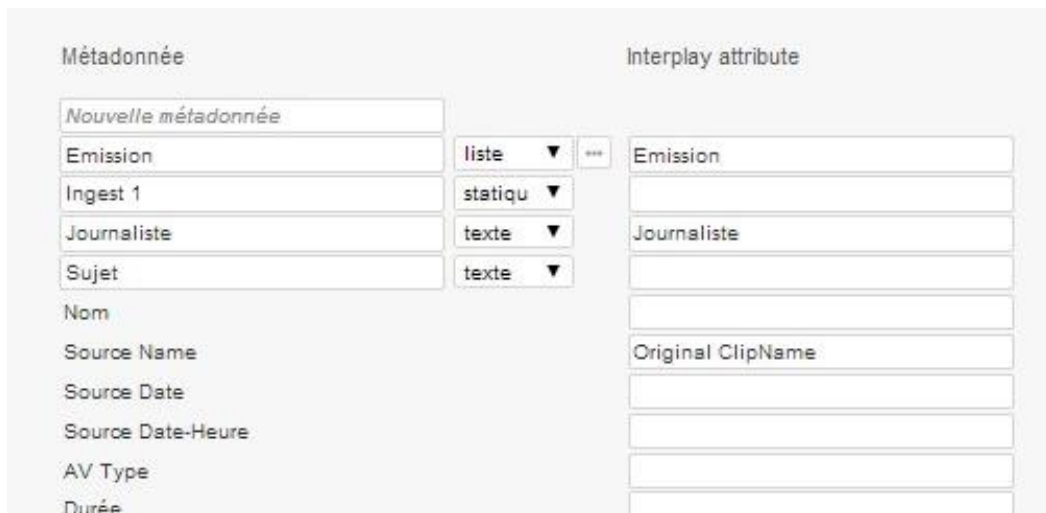 Métadonnée Interplay attribute
Nouvelle métadonnée
Emission liste ▼ ... Emission
Ingest 1 statiqu ▼
Journaliste texte ▼ Journaliste
Sujet texte ▼
Nom
Source Name Original ClipName
Source Date
Source Date-Heure
AV Type
Durée